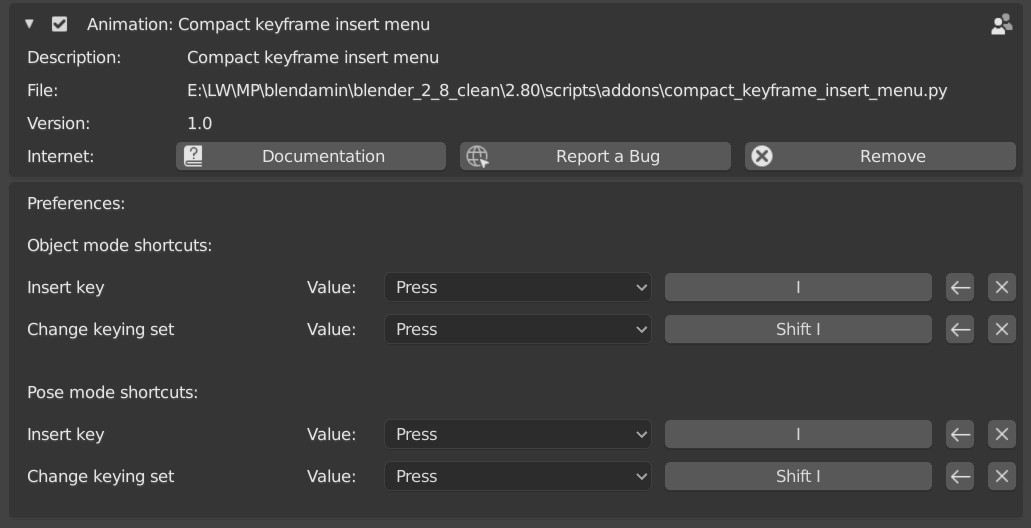 Animation: Compact keyframe insert menu
Description: Compact keyframe insert menu
File: E:\LW\MP\blendamin\blender_2_8_clean\2.80\scripts\addons\compact_keyframe_insert_menu.py
Version: 1.0
Internet: Documentation Report a Bug Remove
Preferences:
Object mode shortcuts:
Insert key Value: Press I
Change keying set Value: Press Shift I
Pose mode shortcuts:
Insert key Value: Press I
Change keying set Value: Press Shift I